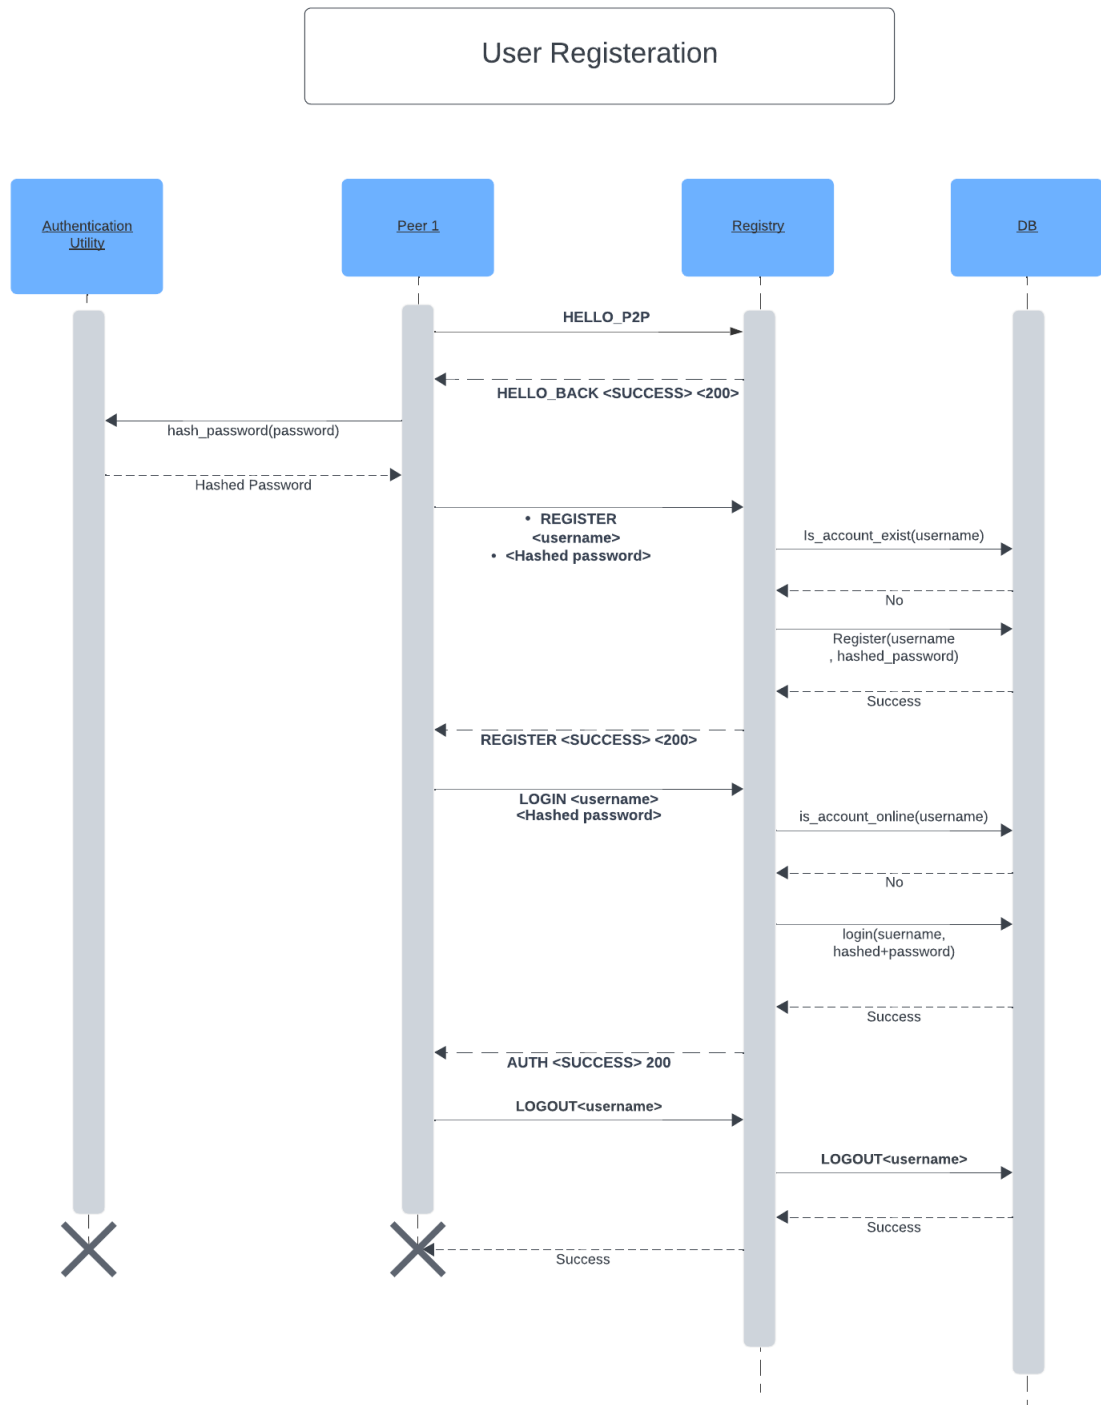 User Registeration
Authentication
Utility
Peer 1
Registry
DB
HELLO_P2P
HELLO_BACK <SUCCESS> <200>
hash_password(password)
Hashed Password
• REGISTER
<username>
• <Hashed password>
Is_account_exist(username)
No
Register(username
, hashed_password)
Success
REGISTER <SUCCESS> <200>
LOGIN <username>
<Hashed password>
is_account_online(username)
No
login(suername,
hashed+password)
Success
AUTH <SUCCESS> 200
LOGOUT<username>
LOGOUT<username>
Success
Success